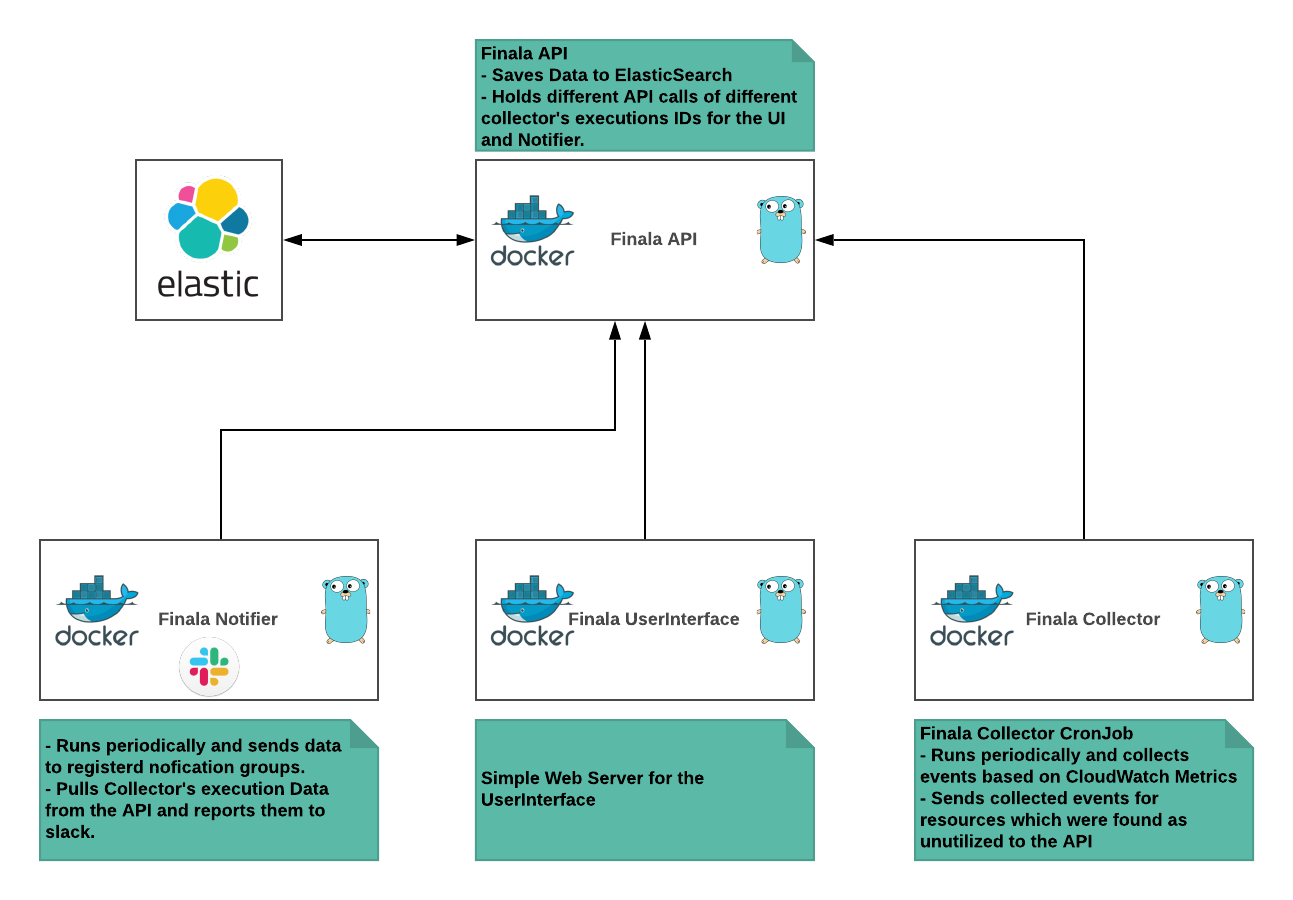 Finala API
- Saves Data to ElasticSearch
- Holds different API calls of different
collector's executions IDs for the UI
and Notifier.
elastic
docker
Finala API
docker
Finala Notifier
docker
Finala UserInterface
docker
Finala Collector
- Runs periodically and sends data
to registerd nofication groups.
- Pulls Collector's execution Data
from the API and reports them to
slack.
Simple Web Server for the
UserInterface
Finala Collector CronJob
- Runs periodically and collects
events based on CloudWatch Metrics
- Sends collected events for
resources which were found as
unutilized to the API